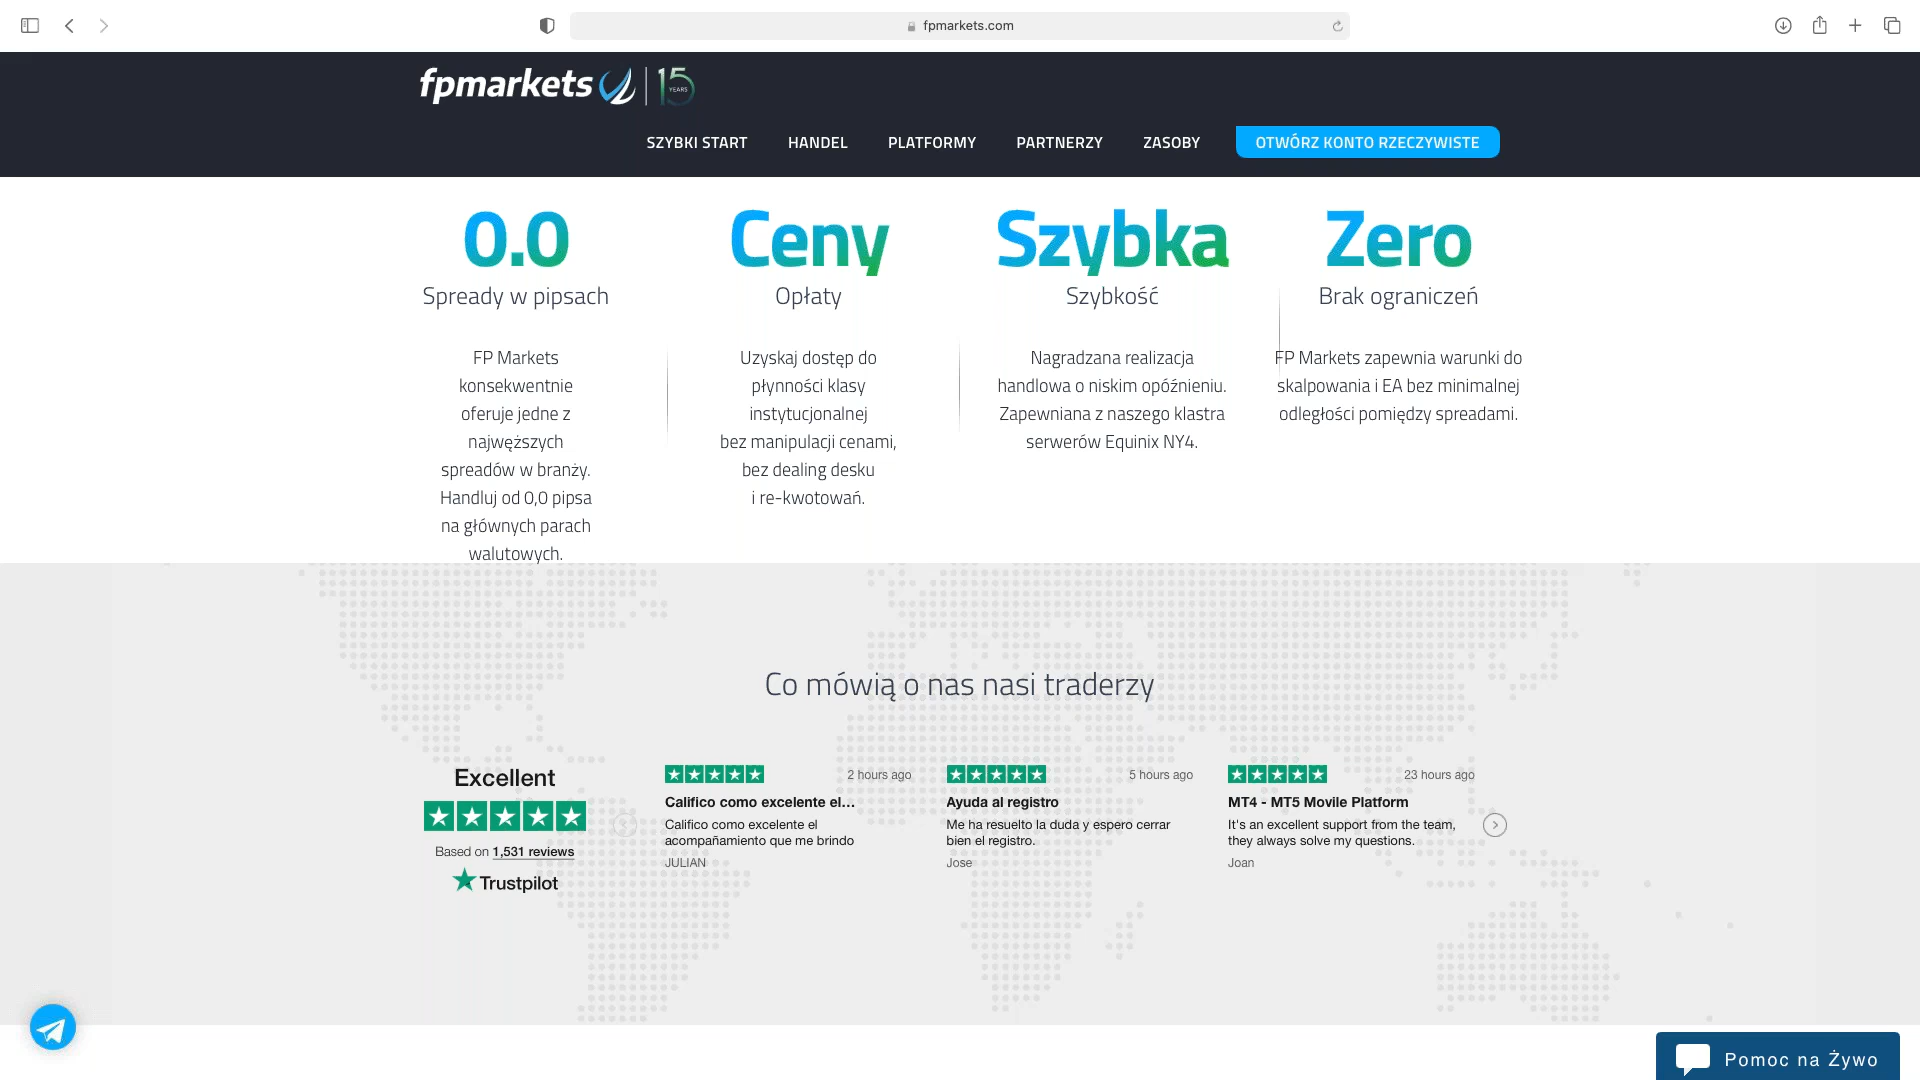 fpmarkets.com
fpmarkets 15 YEARS
SZYBKI START HANDEL PLATFORMY PARTNERZY ZASOBY OTWÓRZ KONTO RZECZYWISTE
0.0
Spready w pipsach
FP Markets
konsekwentnie
oferuje jedne z
najwęższych
spreadów w branży.
Handluj od 0,0 pipsa
na głównych parach
walutowych.
Ceny
Opłaty
Uzyskaj dostęp do
płynności klasy
instytucjonalnej
bez manipulacji cenami,
bez dealing desku
i re-kwotowań.
Szybka
Szybkość
Nagradzana realizacja
handlowa o niskim opóźnieniu.
Zapewniana z naszego klastra
serwerów Equinix NY4.
Zero
Brak ograniczeń
FP Markets zapewnia warunki do
skalpowania i EA bez minimalnej
odległości pomiędzy spreadami.
Co mówią o nas nasi traderzy
Excellent
Based on 1,531 reviews
Trustpilot
2 hours ago
Califico como excelente el...
Califico como excelente el
acompañamiento que me brindo
JULIAN
5 hours ago
Ayuda al registro
Me ha resuelto la duda y espero cerrar
bien el registro.
Jose
23 hours ago
MT4 - MT5 Movile Platform
It's an excellent support from the team,
they always solve my questions.
Joan
Pomoc na Żywo